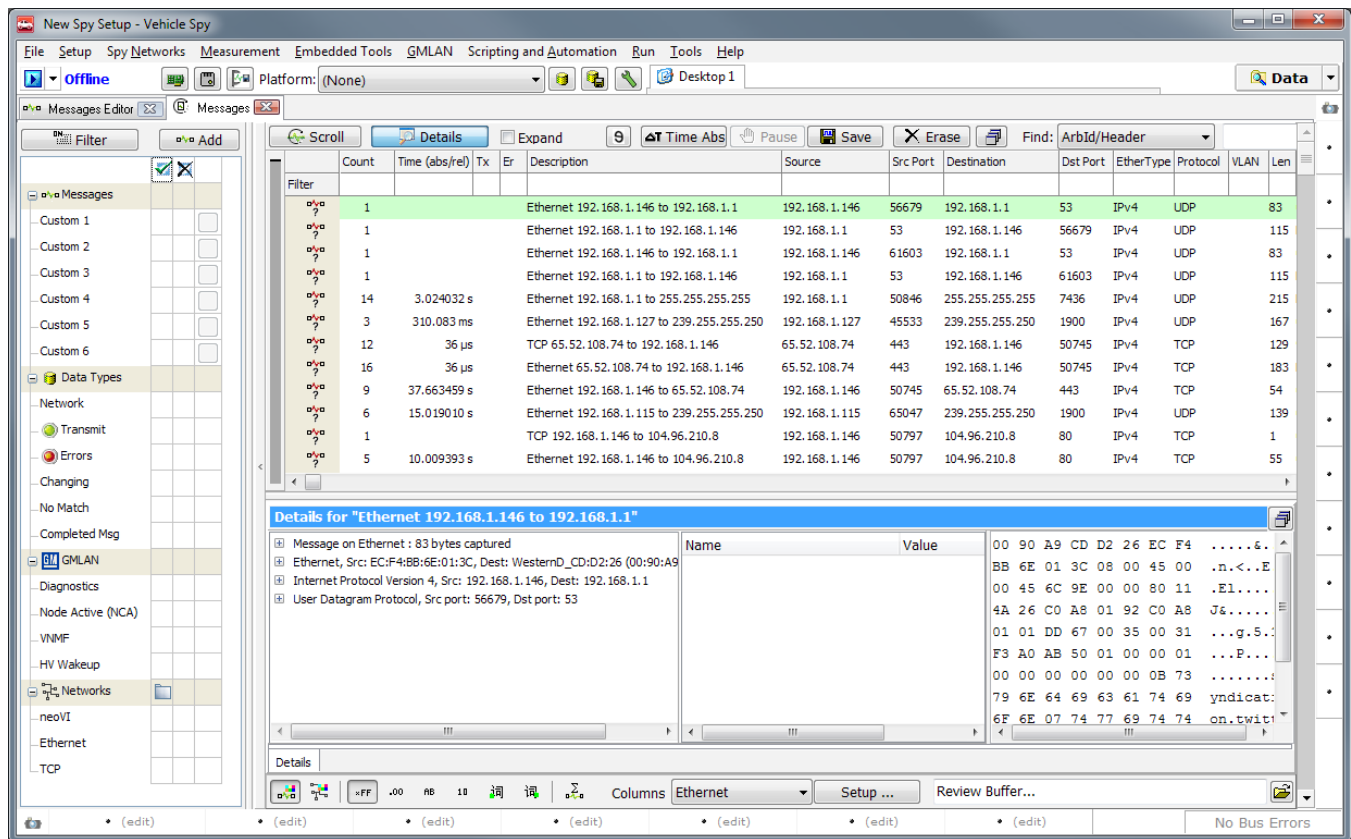 New Spy Setup - Vehicle Spy
File Setup Spy Networks Measurement Embedded Tools GMLAN Scripting and Automation Run Tools Help
Offline Platform: (None) Desktop 1 Data
Messages Editor Messages
Filter Add Scroll Details Expand 9 ΔT Time Abs Pause Save Erase Find: ArbId/Header
Count Time (abs/rel) Tx Er Description Source Src Port Destination Dst Port EtherType Protocol VLAN Len
Filter
1 Ethernet 192.168.1.146 to 192.168.1.1 192.168.1.146 56679 192.168.1.1 53 IPv4 UDP 83
1 Ethernet 192.168.1.1 to 192.168.1.146 192.168.1.1 53 192.168.1.146 56679 IPv4 UDP 115
1 Ethernet 192.168.1.146 to 192.168.1.1 192.168.1.146 61603 192.168.1.1 53 IPv4 UDP 83
1 Ethernet 192.168.1.1 to 192.168.1.146 192.168.1.1 53 192.168.1.146 61603 IPv4 UDP 115
14 3.024032 s Ethernet 192.168.1.1 to 255.255.255.255 192.168.1.1 50846 255.255.255.255 7436 IPv4 UDP 215
3 310.083 ms Ethernet 192.168.1.127 to 239.255.255.250 192.168.1.127 45533 239.255.255.250 1900 IPv4 UDP 167
12 36 µs TCP 65.52.108.74 to 192.168.1.146 65.52.108.74 443 192.168.1.146 50745 IPv4 TCP 129
16 36 µs Ethernet 65.52.108.74 to 192.168.1.146 65.52.108.74 443 192.168.1.146 50745 IPv4 TCP 183
9 37.663459 s Ethernet 192.168.1.146 to 65.52.108.74 192.168.1.146 50745 65.52.108.74 443 IPv4 TCP 54
6 15.019010 s Ethernet 192.168.1.115 to 239.255.255.250 192.168.1.115 65047 239.255.255.250 1900 IPv4 UDP 139
1 TCP 192.168.1.146 to 104.96.210.8 192.168.1.146 50797 104.96.210.8 80 IPv4 TCP 1
5 10.009393 s Ethernet 192.168.1.146 to 104.96.210.8 192.168.1.146 50797 104.96.210.8 80 IPv4 TCP 55
Messages
Custom 1
Custom 2
Custom 3
Custom 4
Custom 5
Custom 6
Data Types
Network
Transmit
Errors
Changing
No Match
Completed Msg
GM GMLAN
Diagnostics
Node Active (NCA)
VNMF
HV Wakeup
Networks
neoVI
Ethernet
TCP
Details for "Ethernet 192.168.1.146 to 192.168.1.1"
Message on Ethernet : 83 bytes captured
Ethernet, Src: EC:F4:BB:6E:01:3C, Dest: WesternD_CD:D2:26 (00:90:A9
Internet Protocol Version 4, Src: 192.168.1.146, Dest: 192.168.1.1
User Datagram Protocol, Src port: 56679, Dst port: 53
Name Value
00 90 A9 CD D2 26 EC F4 .....&.
BB 6E 01 3C 08 00 45 00 .n.<..E
00 45 6C 9E 00 00 80 11 .El....
4A 26 C0 A8 01 92 C0 A8 J&.....
01 01 DD 67 00 35 00 31 ...g.5.1
F3 A0 AB 50 01 00 00 01 ...P...
00 00 00 00 00 00 0B 73 .......s
79 6E 64 69 63 61 74 69 yndicati
6F 6E 07 74 77 69 74 74 on.twitt
Details
×FF .00 AB 10 词 词 Columns Ethernet Setup ... Review Buffer...
(edit) (edit) (edit) (edit) (edit) (edit) (edit) No Bus Errors